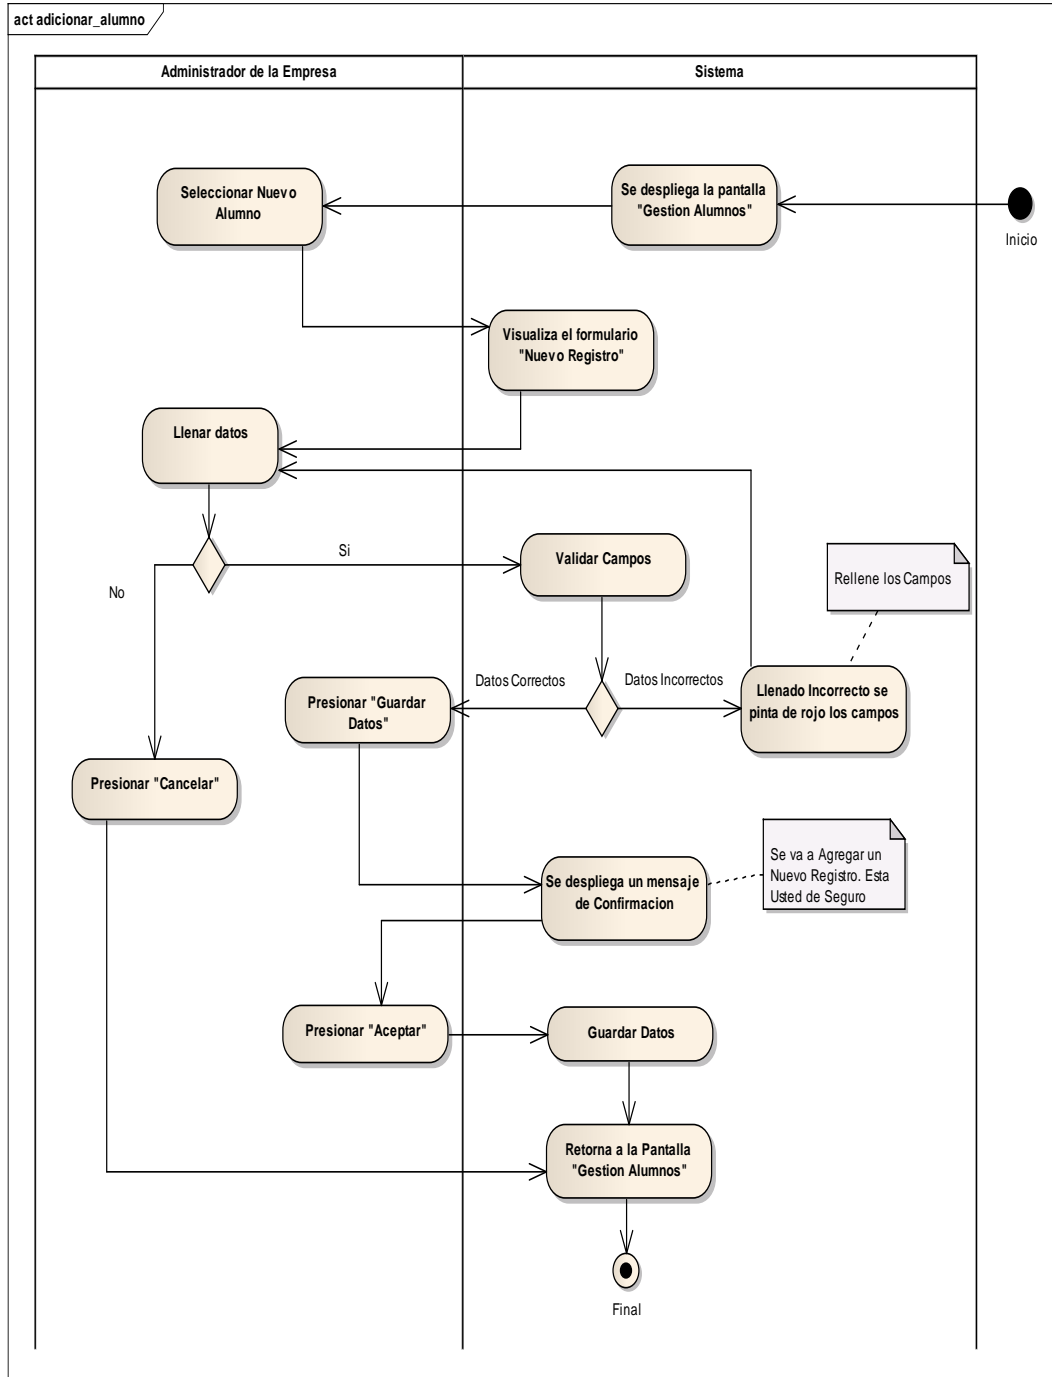 act adicionar_alumno
Administrador de la Empresa
Sistema
Seleccionar Nuevo
Alumno
Se despliega la pantalla
"Gestion Alumnos"
Inicio
Visualiza el formulario
"Nuevo Registro"
Llenar datos
Si
No
Validar Campos
Rellene los Campos
Datos Correctos
Datos Incorrectos
Presionar "Guardar
Datos"
Llenado Incorrecto se
pinta de rojo los campos
Presionar "Cancelar"
Se despliega un mensaje
de Confirmacion
Se va a Agregar un
Nuevo Registro. Esta
Usted de Seguro
Presionar "Aceptar"
Guardar Datos
Retorna a la Pantalla
"Gestion Alumnos"
Final